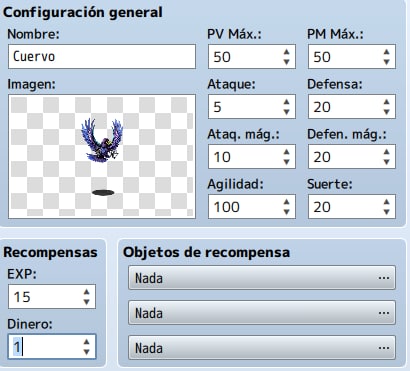 Configuración general
Nombre: PV Máx.: PM Máx.:
Cuervo 50 50
Imagen: Ataque: Defensa:
5 20
Ataq. mág.: Defen. mág.:
10 20
Agilidad: Suerte:
100 20
Recompensas Objetos de recompensa
EXP: Nada ...
15
Nada ...
Dinero:
1 Nada ...